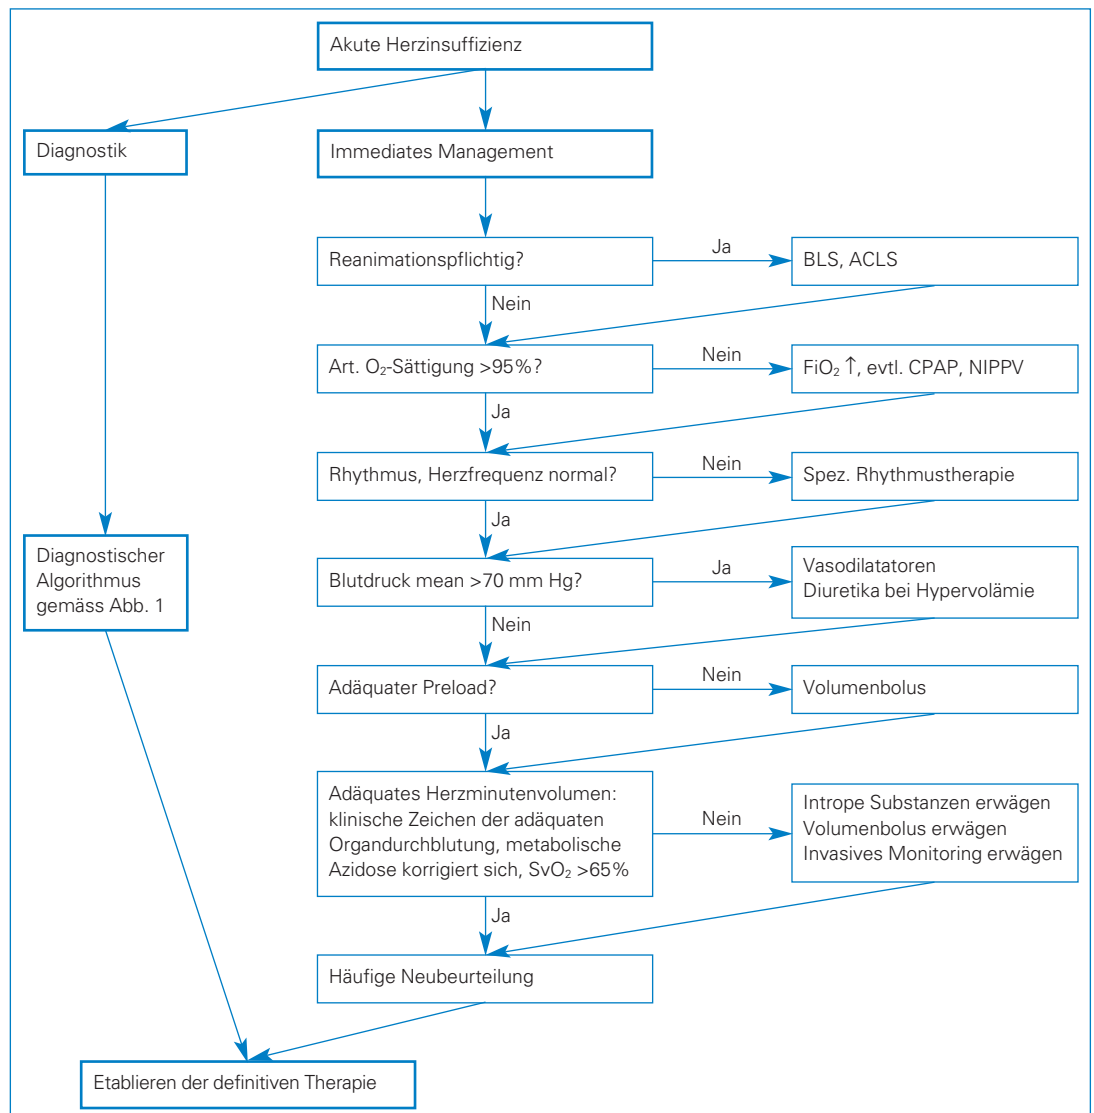 Akute Herzinsuffizienz
Diagnostik
Immediates Management
Reanimationspflichtig?
Ja
BLS, ACLS
Nein
Art. O₂-Sättigung >95%?
Nein
FiO₂ ↑, evtl. CPAP, NIPPV
Ja
Rhythmus, Herzfrequenz normal?
Nein
Spez. Rhythmustherapie
Ja
Diagnostischer
Algorithmus
gemäss Abb. 1
Blutdruck mean >70 mm Hg?
Ja
Vasodilatatoren
Diuretika bei Hypervolämie
Nein
Adäquater Preload?
Nein
Volumenbolus
Ja
Adäquates Herzminutenvolumen:
klinische Zeichen der adäquaten
Organdurchblutung, metabolische
Azidose korrigiert sich, SvO₂ >65%
Nein
Intrope Substanzen erwägen
Volumenbolus erwägen
Invasives Monitoring erwägen
Ja
Häufige Neubeurteilung
Etablieren der definitiven Therapie